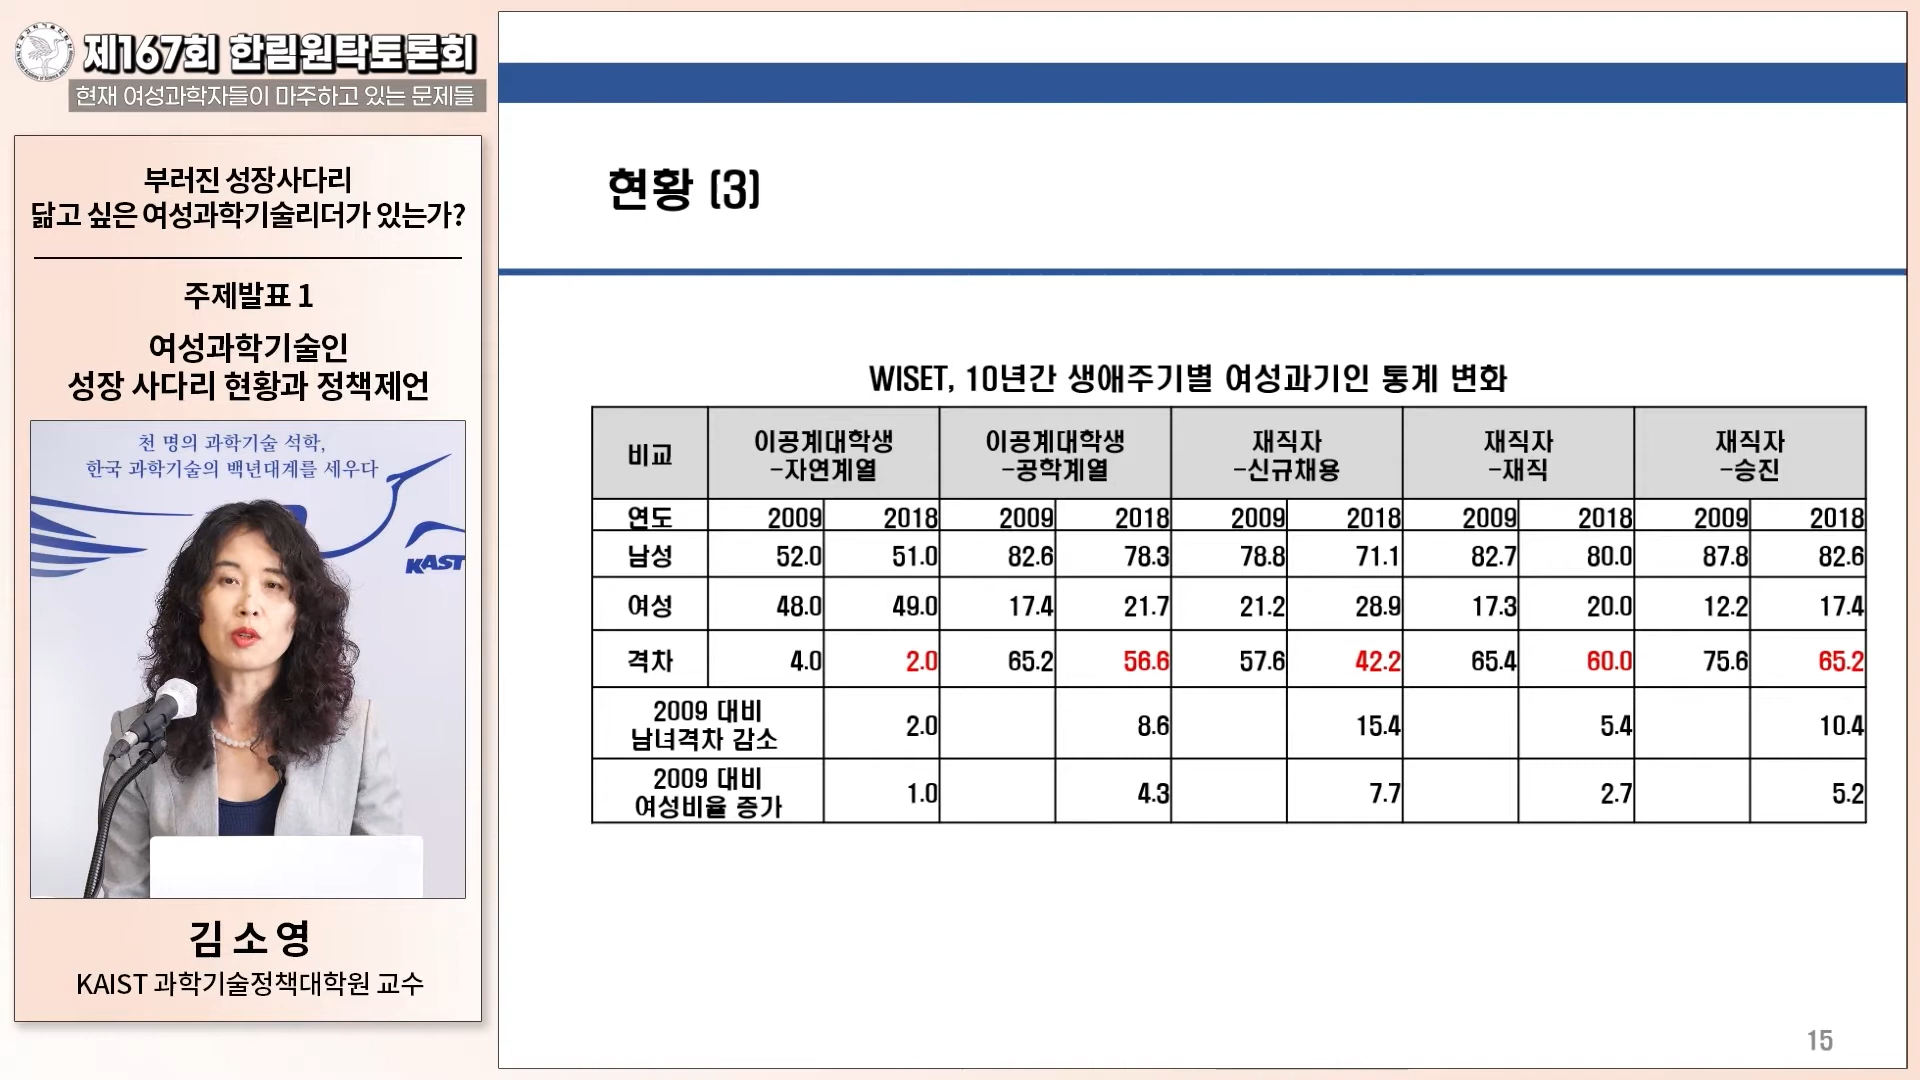 제167회 한림원탁토론회
현재 여성과학자들이 마주하고 있는 문제들
부러진 성장사다리
닮고 싶은 여성과학기술리더가 있는가?
주제발표 1
여성과학기술인
성장 사다리 현황과 정책제언
천 명의 과학기술 석학,
한국 과학기술의 백년대계를 세우다
KAST
김 소 영
KAIST 과학기술정책대학원 교수
현황 (3)
WISET, 10년간 생애주기별 여성과기인 통계 변화
비교 이공계대학생 -자연계열 이공계대학생 -공학계열 재직자 -신규채용 재직자 -재직 재직자 -승진
연도 2009 2018 2009 2018 2009 2018 2009 2018 2009 2018
남성 52.0 51.0 82.6 78.3 78.8 71.1 82.7 80.0 87.8 82.6
여성 48.0 49.0 17.4 21.7 21.2 28.9 17.3 20.0 12.2 17.4
격차 4.0 2.0 65.2 56.6 57.6 42.2 65.4 60.0 75.6 65.2
2009 대비 남녀격차 감소 2.0 8.6 15.4 5.4 10.4
2009 대비 여성비율 증가 1.0 4.3 7.7 2.7 5.2
15